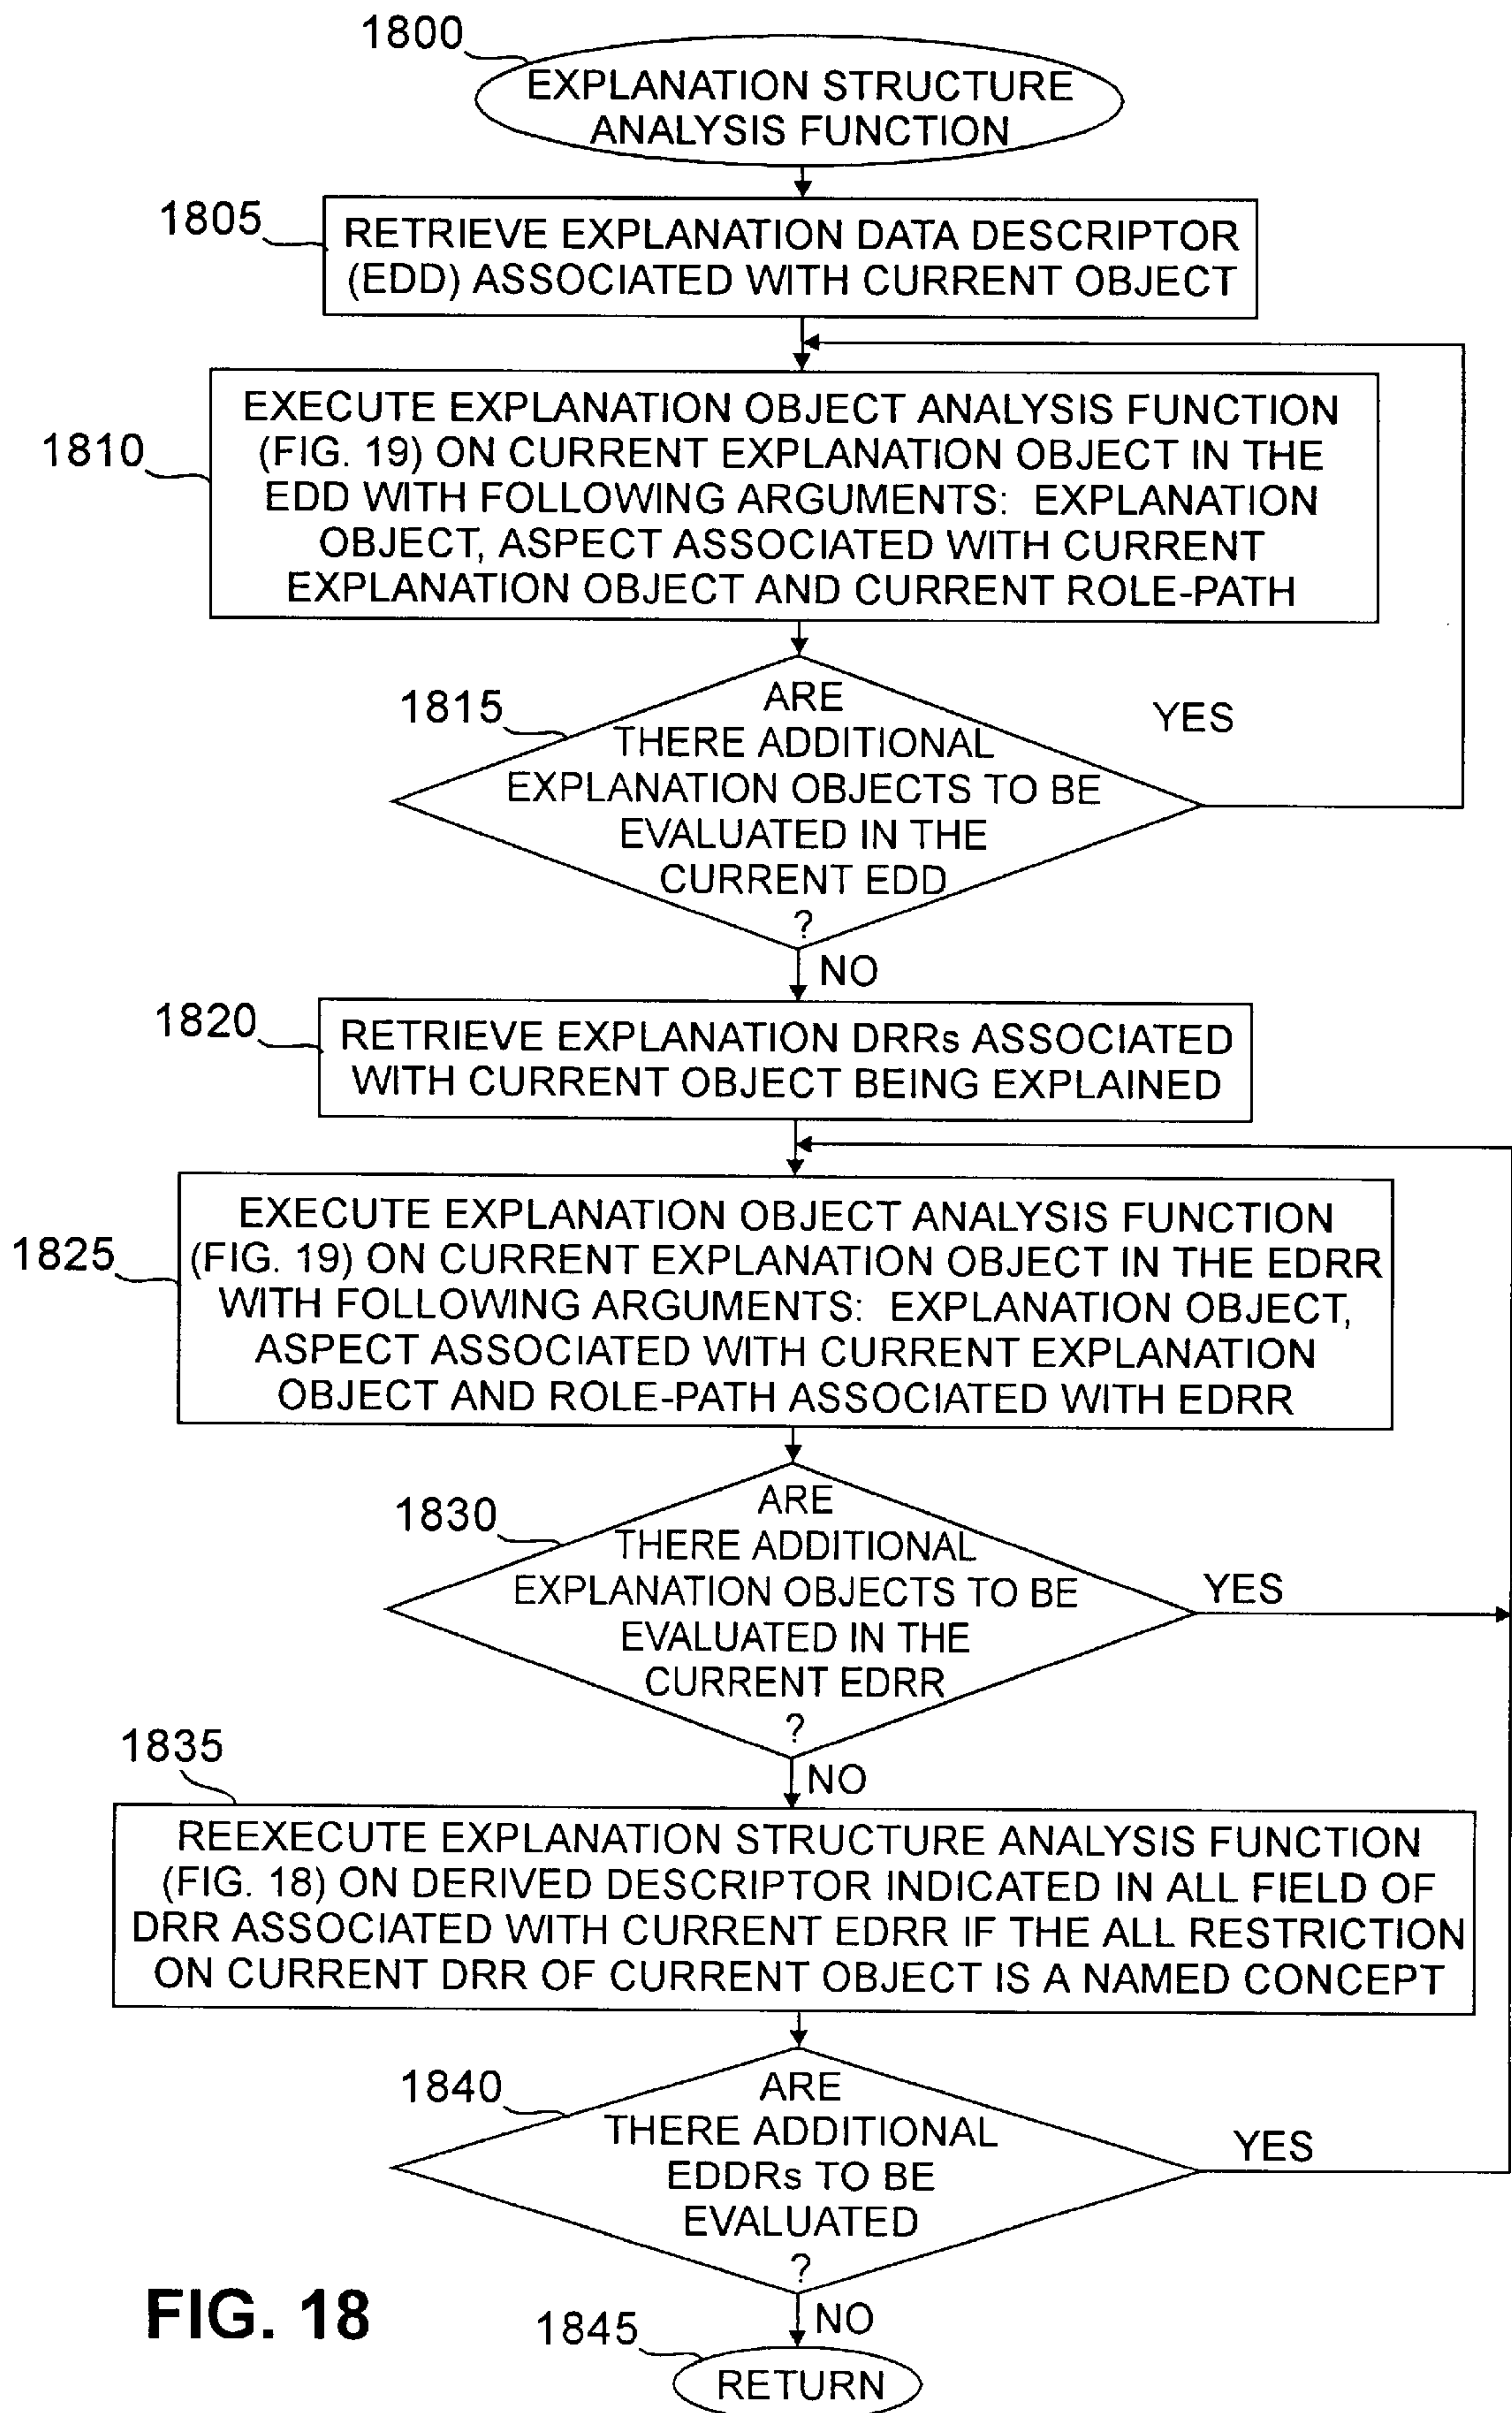 1800
EXPLANATION STRUCTURE
ANALYSIS FUNCTION
1805
RETRIEVE EXPLANATION DATA DESCRIPTOR
(EDD) ASSOCIATED WITH CURRENT OBJECT
1810
EXECUTE EXPLANATION OBJECT ANALYSIS FUNCTION
(FIG. 19) ON CURRENT EXPLANATION OBJECT IN THE
EDD WITH FOLLOWING ARGUMENTS: EXPLANATION
OBJECT, ASPECT ASSOCIATED WITH CURRENT
EXPLANATION OBJECT AND CURRENT ROLE-PATH
1815
ARE
THERE ADDITIONAL
EXPLANATION OBJECTS TO BE
EVALUATED IN THE
CURRENT EDD
?
YES
NO
1820
RETRIEVE EXPLANATION DRRs ASSOCIATED
WITH CURRENT OBJECT BEING EXPLAINED
1825
EXECUTE EXPLANATION OBJECT ANALYSIS FUNCTION
(FIG. 19) ON CURRENT EXPLANATION OBJECT IN THE EDRR
WITH FOLLOWING ARGUMENTS: EXPLANATION OBJECT,
ASPECT ASSOCIATED WITH CURRENT EXPLANATION
OBJECT AND ROLE-PATH ASSOCIATED WITH EDRR
1830
ARE
THERE ADDITIONAL
EXPLANATION OBJECTS TO BE
EVALUATED IN THE
CURRENT EDRR
?
YES
NO
1835
REEXECUTE EXPLANATION STRUCTURE ANALYSIS FUNCTION
(FIG. 18) ON DERIVED DESCRIPTOR INDICATED IN ALL FIELD OF
DRR ASSOCIATED WITH CURRENT EDRR IF THE ALL RESTRICTION
ON CURRENT DRR OF CURRENT OBJECT IS A NAMED CONCEPT
1840
ARE
THERE ADDITIONAL
EDDRs TO BE
EVALUATED
?
YES
NO
1845
RETURN
FIG. 18